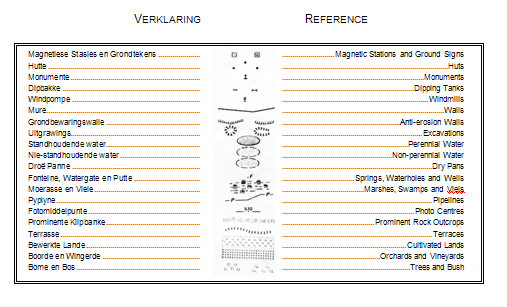 VERKLARING REFERENCE
Magnetiese Stasies en Grondtekens Magnetic Stations and Ground Signs
Hutte Huts
Monumente Monuments
Dipbakke Dipping Tanks
Windpompe Windmills
Mure Walls
Grondbewaringswalle Anti-erosion Walls
Uitgrawings Excavations
Standhoudende water Perennial Water
Nie-standhoudende water Non-perennial Water
Droë Panne Dry Pans
Fonteine, Watergate en Putte Springs, Waterholes and Wells
Moerasse en Vleie Marshes, Swamps and Vleis
Pyplyne Pipelines
Fotomiddelpunte Photo Centres
Prominente Klipbanke Prominent Rock Outcrops
Terrasse Terraces
Bewerkte Lande Cultivated Lands
Boorde en Wingerde Orchards and Vineyards
Bome en Bos Trees and Bush